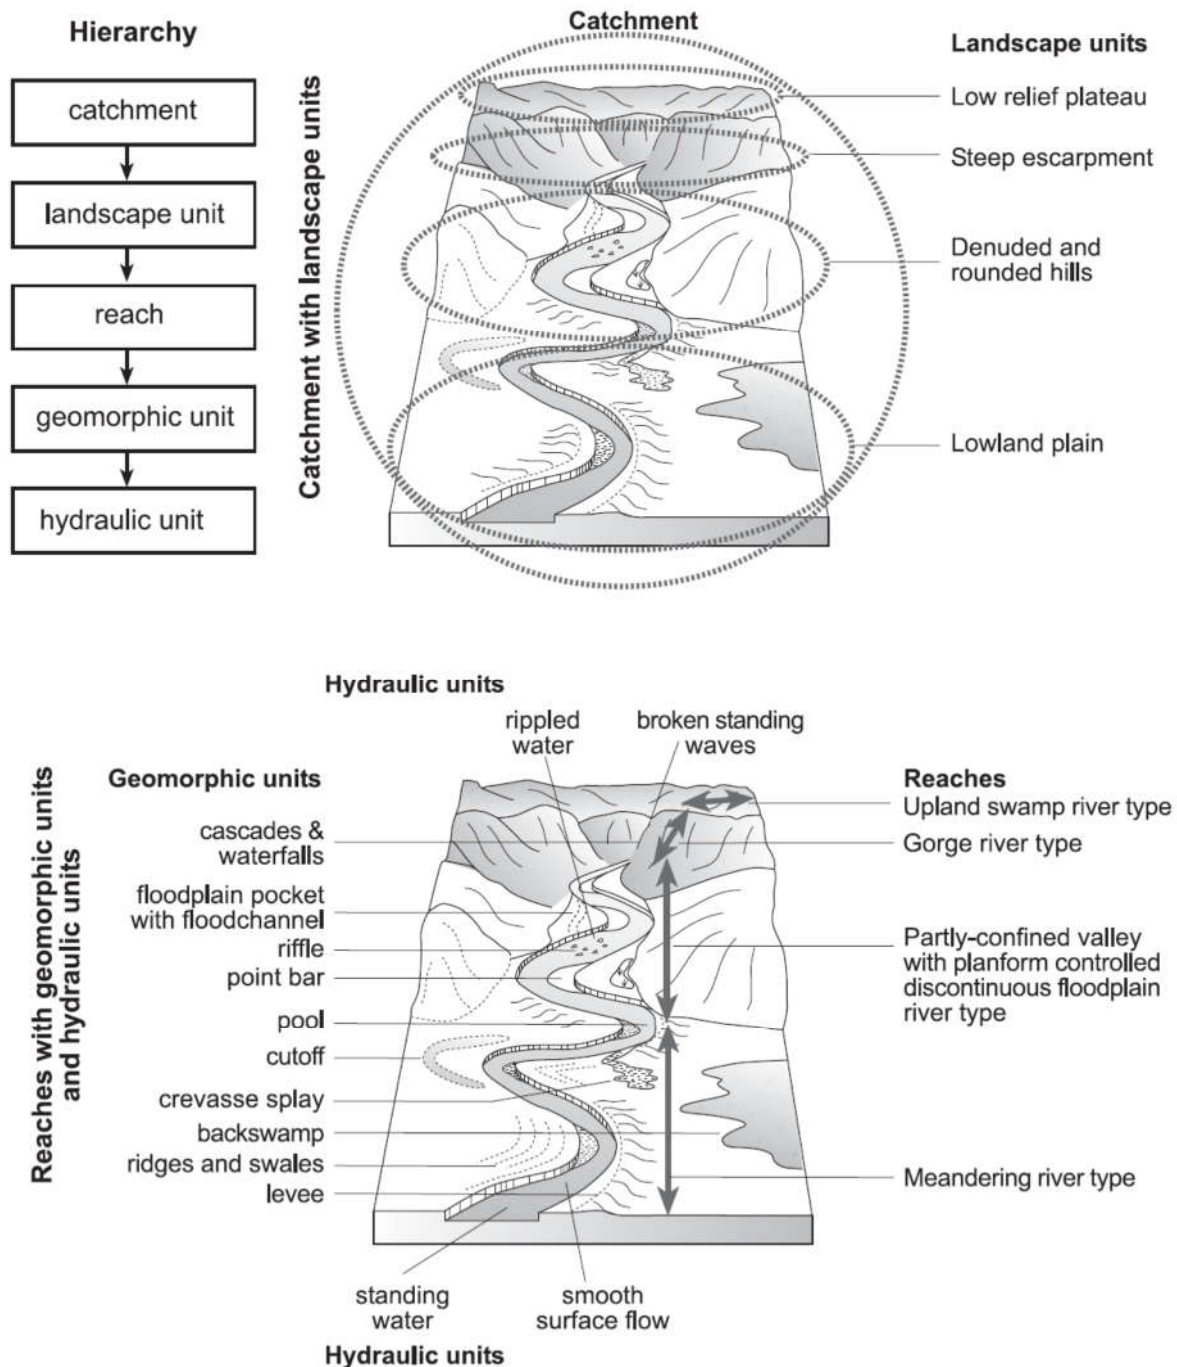 Hierarchy
catchment
landscape unit
reach
geomorphic unit
hydraulic unit
Catchment with landscape units
Catchment
Landscape units
Low relief plateau
Steep escarpment
Denuded and
rounded hills
Lowland plain
Reaches with geomorphic units
and hydraulic units
Hydraulic units
rippled
water
broken standing
waves
Geomorphic units
cascades &
waterfalls
floodplain pocket
with floodchannel
riffle
point bar
pool
cutoff
crevasse splay
backswamp
ridges and swales
levee
Reaches
Upland swamp river type
Gorge river type
Partly-confined valley
with planform controlled
discontinuous floodplain
river type
Meandering river type
standing
water
smooth
surface flow
Hydraulic units